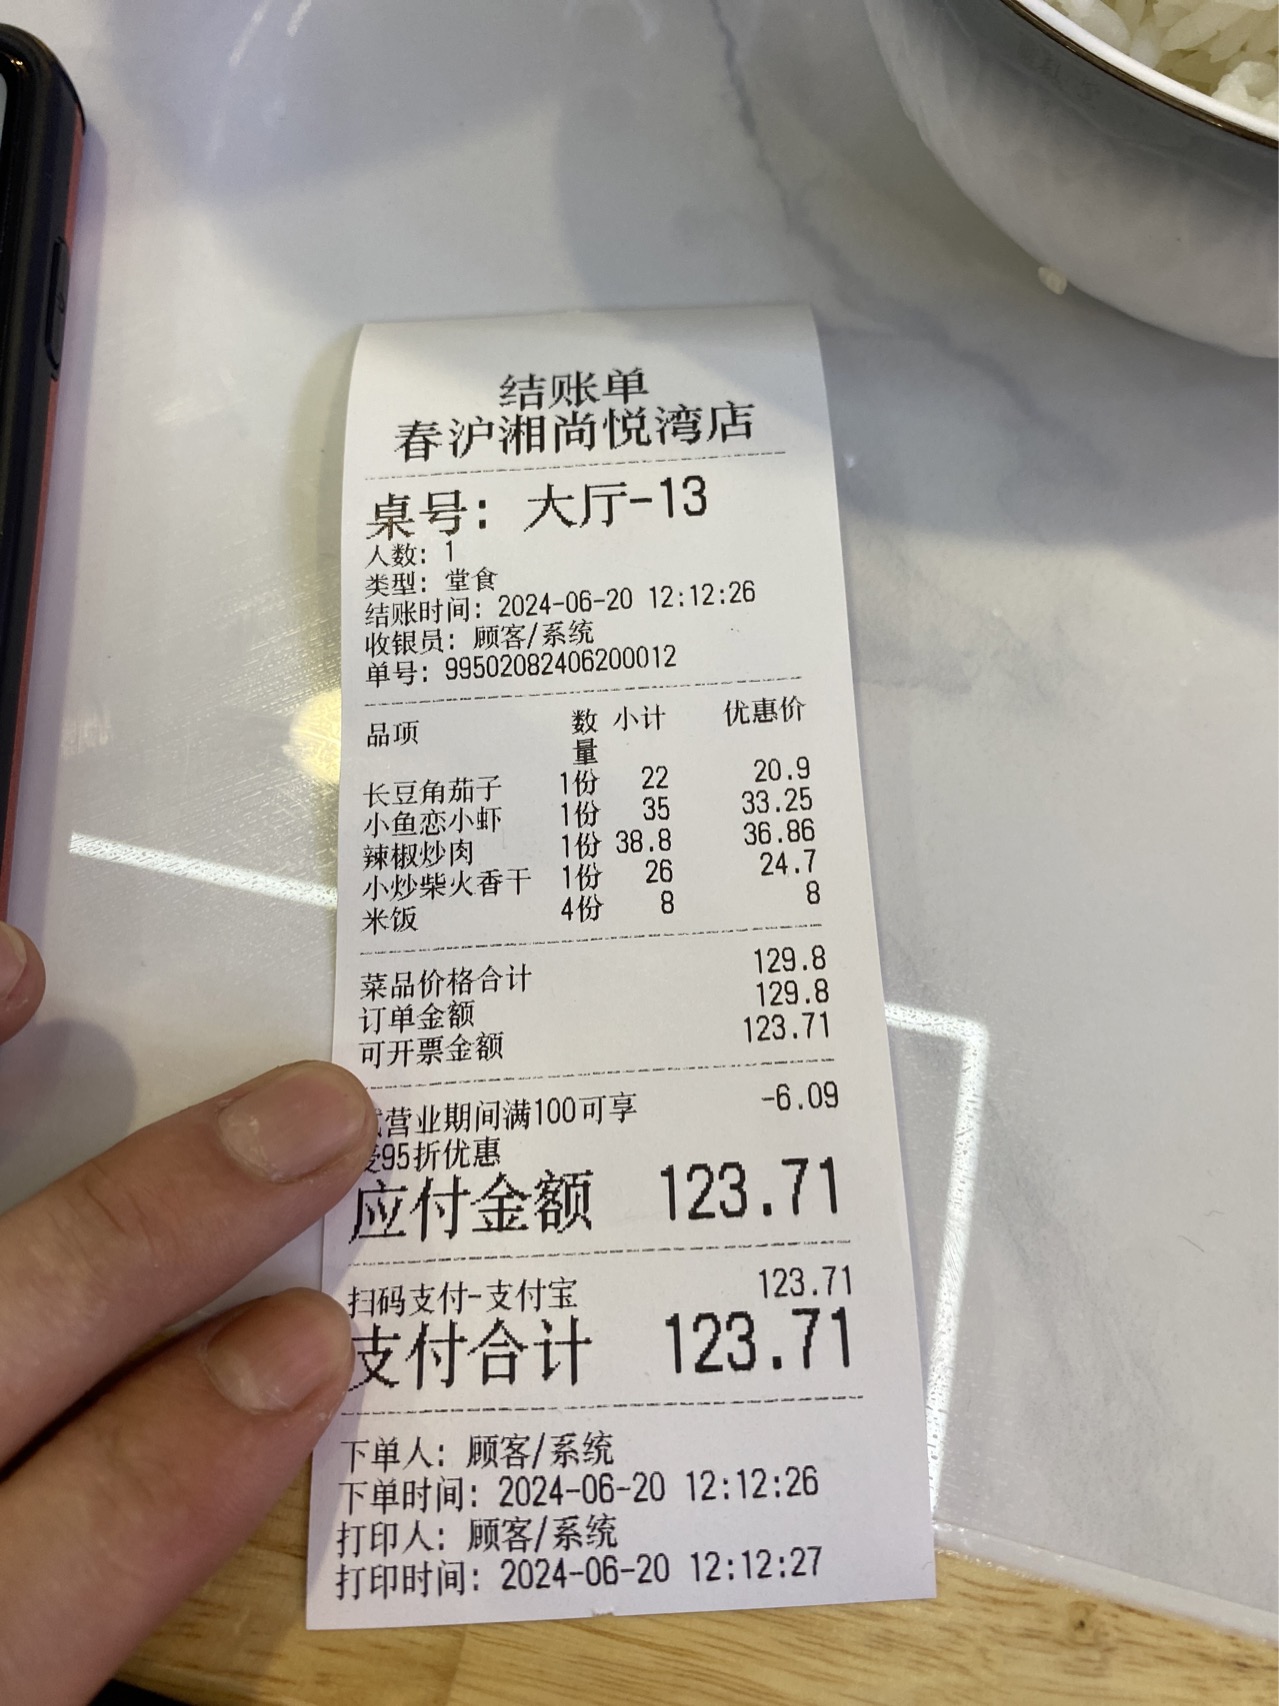 结账单
春沪湘尚悦湾店
桌号：大厅-13
人数：1
类型：堂食
结账时间：2024-06-20 12:12:26
收银员：顾客/系统
单号：99502082406200012
品项 数量 小计 优惠价
长豆角茄子 1份 22 20.9
小鱼恋小虾 1份 35 33.25
辣椒炒肉 1份 38.8 36.86
小炒柴火香干 1份 26 24.7
米饭 4份 8 8
菜品价格合计 129.8
订单金额 129.8
可开票金额 123.71
试营业期间满100可享 -6.09
受95折优惠
应付金额 123.71
扫码支付-支付宝 123.71
支付合计 123.71
下单人：顾客/系统
下单时间：2024-06-20 12:12:26
打印人：顾客/系统
打印时间：2024-06-20 12:12:27